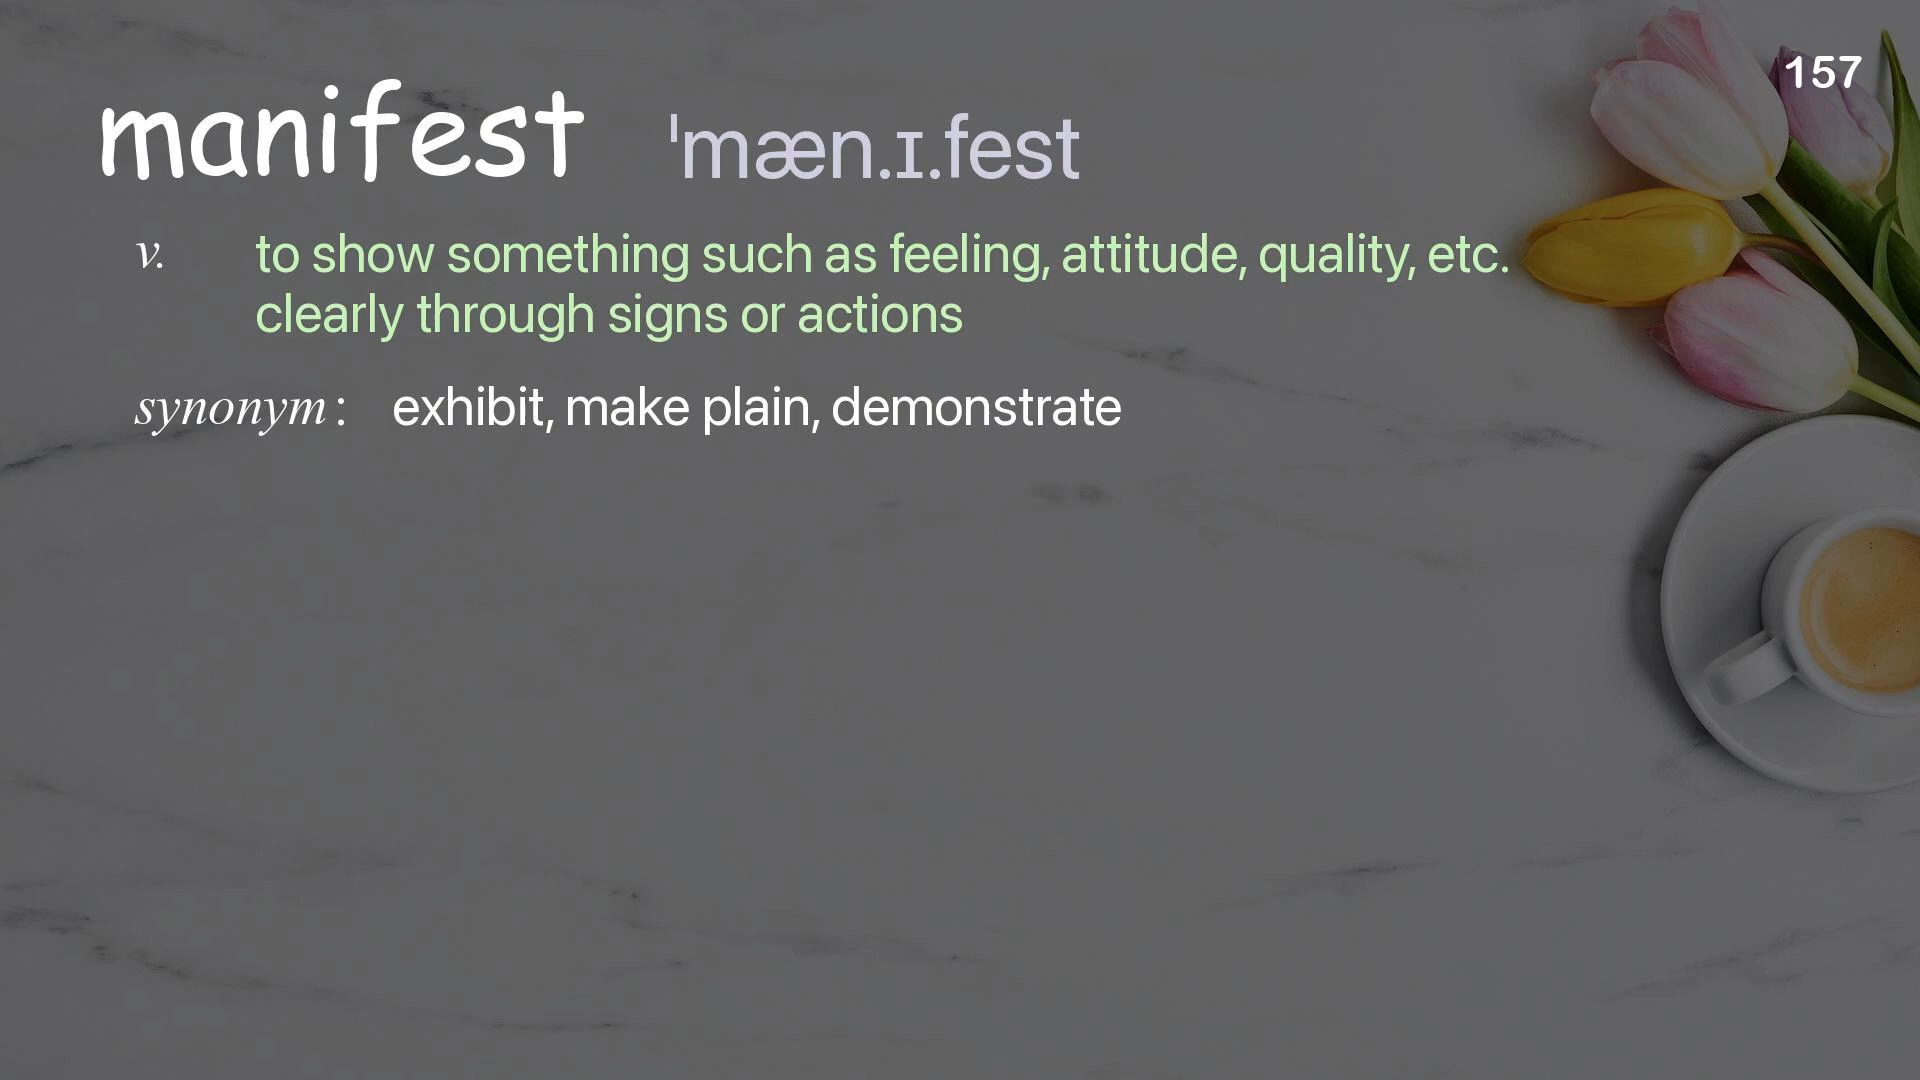 157
manifest ˈmæn.ɪ.fest
v. to show something such as feeling, attitude, quality, etc.
clearly through signs or actions
synonym : exhibit, make plain, demonstrate